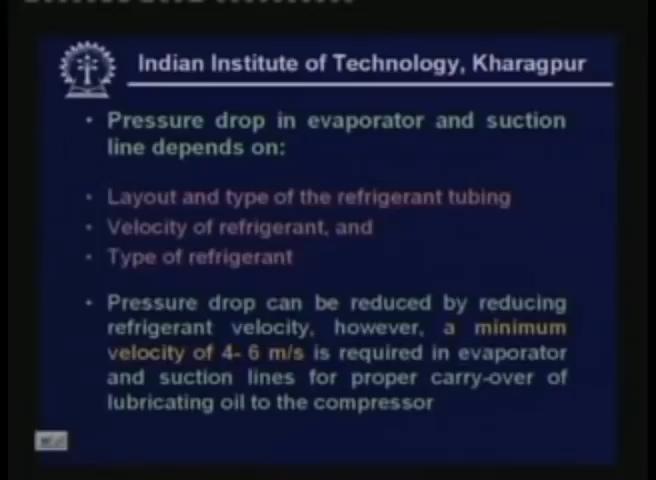 Indian Institute of Technology, Kharagpur
• Pressure drop in evaporator and suction
line depends on:
• Layout and type of the refrigerant tubing
• Velocity of refrigerant, and
• Type of refrigerant
• Pressure drop can be reduced by reducing
refrigerant velocity, however, a minimum
velocity of 4- 6 m/s is required in evaporator
and suction lines for proper carry-over of
lubricating oil to the compressor